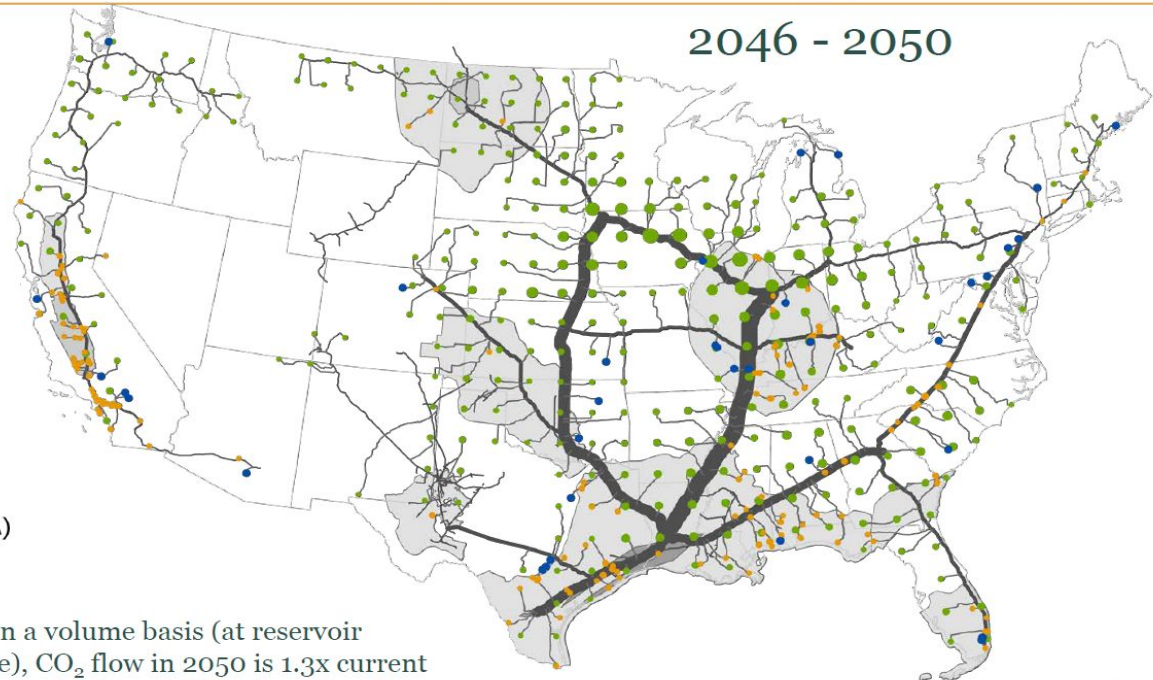 2046 - 2050
)
n a volume basis (at reservoir
e), CO₂ flow in 2050 is 1.3x current